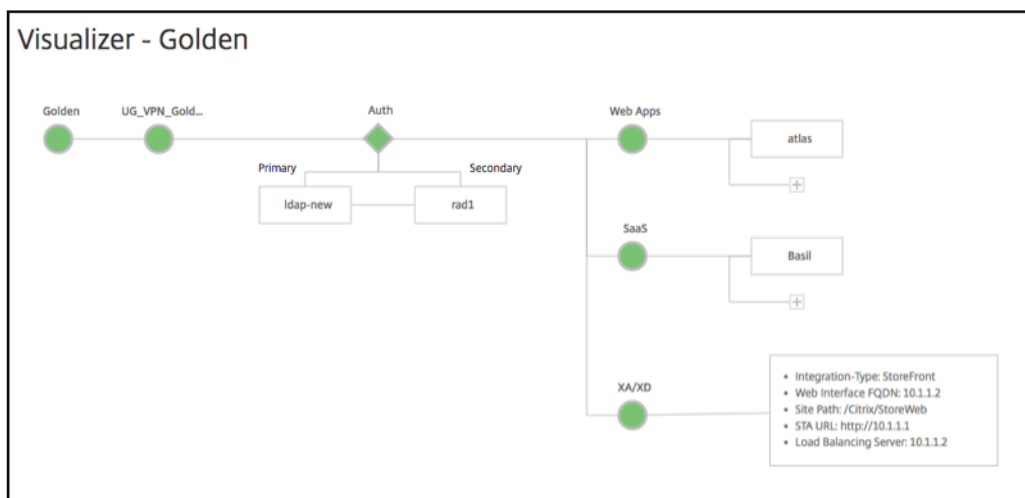 Visualizer - Golden
Golden
UG_VPN_Gold...
Auth
Web Apps
atlas
Primary
Secondary
ldap-new
rad1
SaaS
Basil
XA/XD
• Integration-Type: StoreFront
• Web Interface FQDN: 10.1.1.2
• Site Path: /Citrix/StoreWeb
• STA URL: http://10.1.1.1
• Load Balancing Server: 10.1.1.2